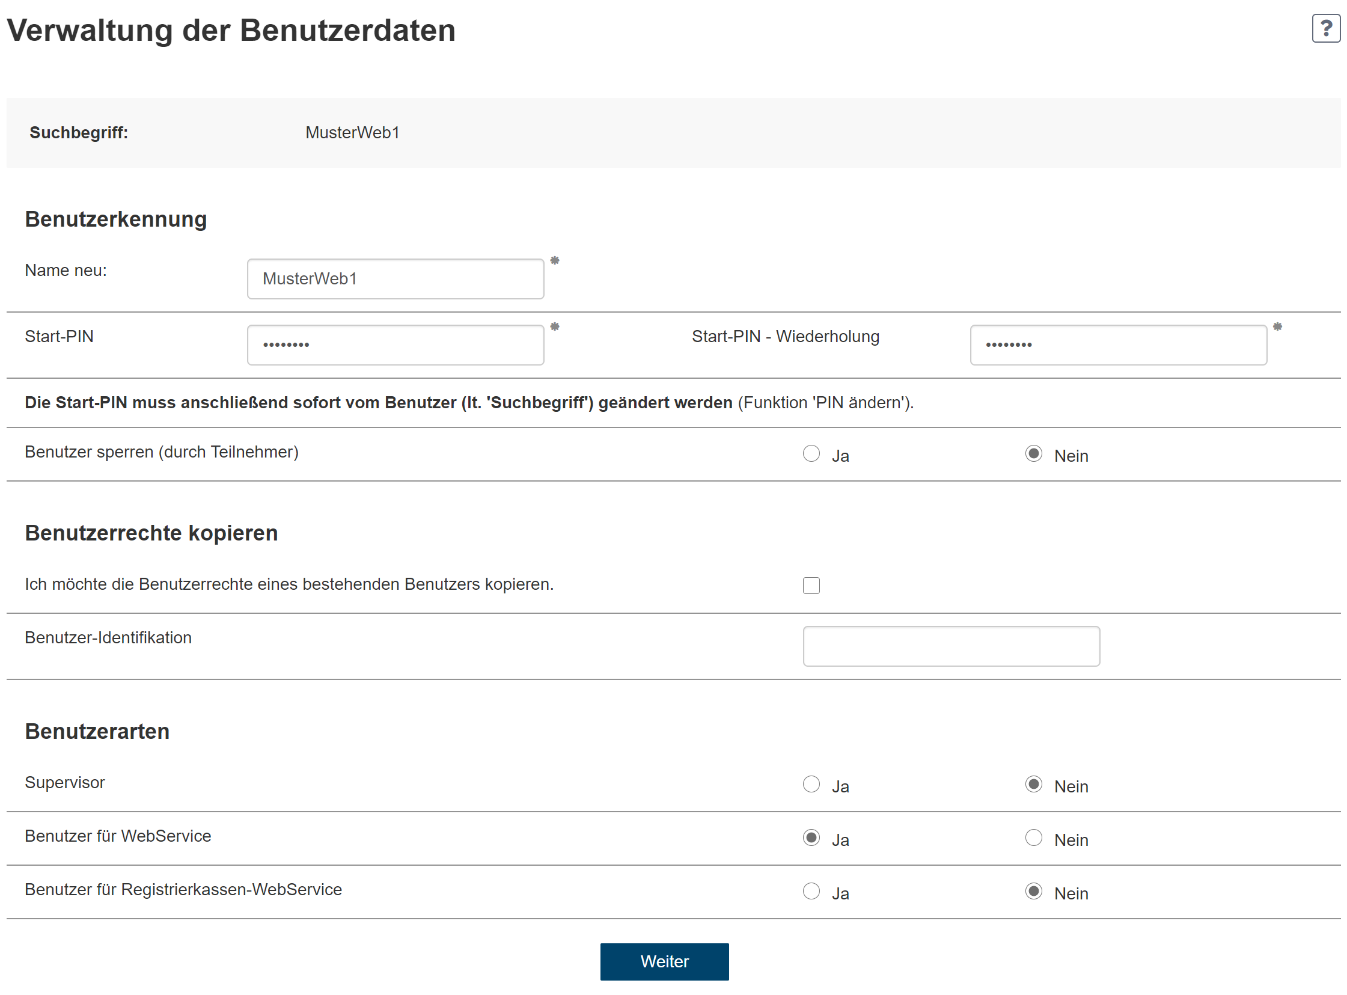 Verwaltung der Benutzerdaten
?
Suchbegriff: MusterWeb1
Benutzerkennung
Name neu: MusterWeb1 *
Start-PIN •••••••• * Start-PIN - Wiederholung •••••••• *
Die Start-PIN muss anschließend sofort vom Benutzer (lt. 'Suchbegriff') geändert werden (Funktion 'PIN ändern').
Benutzer sperren (durch Teilnehmer) Ja Nein
Benutzerrechte kopieren
Ich möchte die Benutzerrechte eines bestehenden Benutzers kopieren.
Benutzer-Identifikation
Benutzerarten
Supervisor Ja Nein
Benutzer für WebService Ja Nein
Benutzer für Registrierkassen-WebService Ja Nein
Weiter